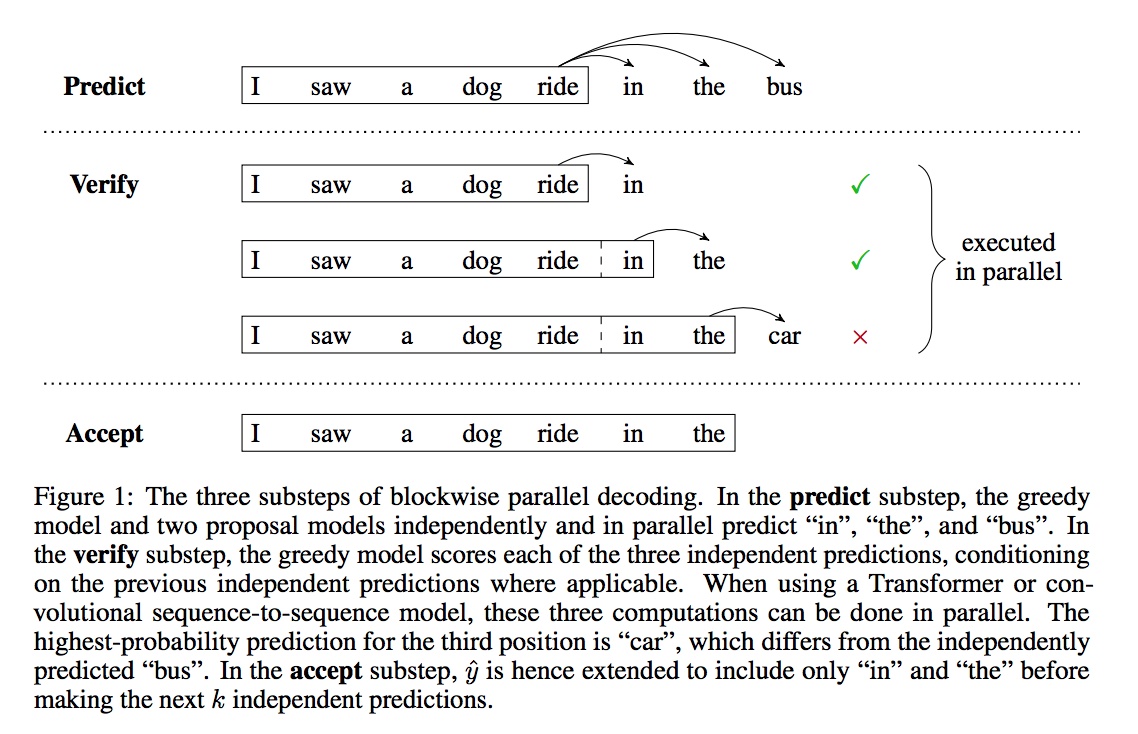 Predict I saw a dog ride in the bus
Verify I saw a dog ride in ✓
I saw a dog ride in the ✓
executed
in parallel
I saw a dog ride in the car ×
Accept I saw a dog ride in the
Figure 1: The three substeps of blockwise parallel decoding. In the predict substep, the greedy
model and two proposal models independently and in parallel predict “in”, “the”, and “bus”. In
the verify substep, the greedy model scores each of the three independent predictions, conditioning
on the previous independent predictions where applicable. When using a Transformer or con-
volutional sequence-to-sequence model, these three computations can be done in parallel. The
highest-probability prediction for the third position is “car”, which differs from the independently
predicted “bus”. In the accept substep, ŷ is hence extended to include only “in” and “the” before
making the next k independent predictions.